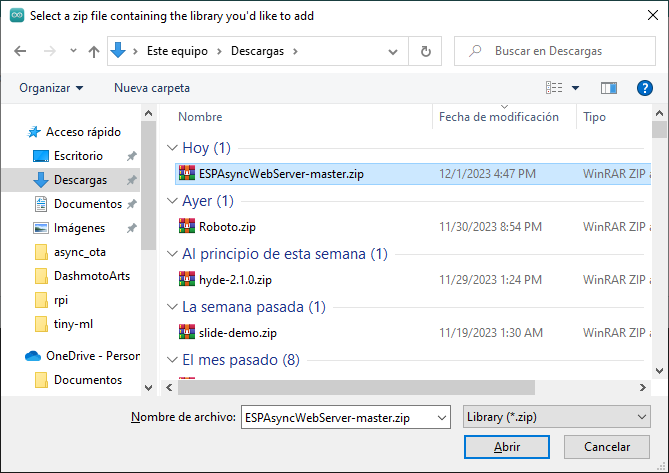 Select a zip file containing the library you'd like to add
Este equipo > Descargas >
Buscar en Descargas
Organizar
Nueva carpeta
?
Nombre
Fecha de modificación
Tipo
Acceso rápido
Escritorio
Descargas
Documentos
Imágenes
async_ota
DashmotoArts
rpi
tiny-ml
OneDrive - Person
Documentos
Hoy (1)
ESPAsyncWebServer-master.zip 12/1/2023 4:47 PM WinRAR ZIP a
Ayer (1)
Roboto.zip 11/30/2023 8:54 PM WinRAR ZIP a
Al principio de esta semana (1)
hyde-2.1.0.zip 11/29/2023 1:24 PM WinRAR ZIP a
La semana pasada (1)
slide-demo.zip 11/19/2023 1:30 AM WinRAR ZIP a
El mes pasado (8)
Nombre de archivo: ESPAsyncWebServer-master.zip Library (*.zip)
Abrir Cancelar